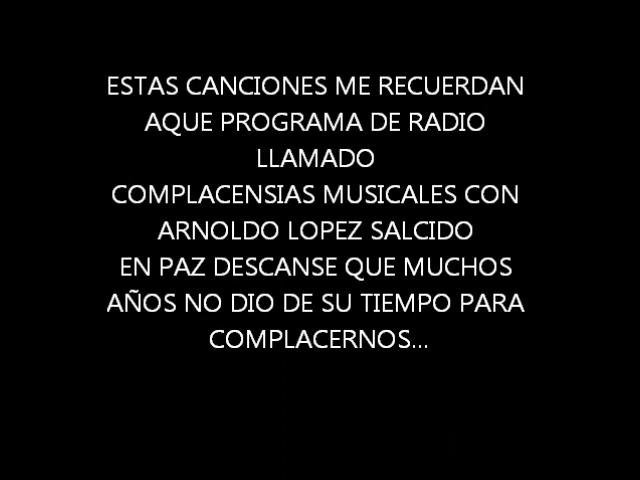 ESTAS CANCIONES ME RECUERDAN
AQUE PROGRAMA DE RADIO
LLAMADO
COMPLACENSIAS MUSICALES CON
ARNOLDO LOPEZ SALCIDO
EN PAZ DESCANSE QUE MUCHOS
AÑOS NO DIO DE SU TIEMPO PARA
COMPLACERNOS...